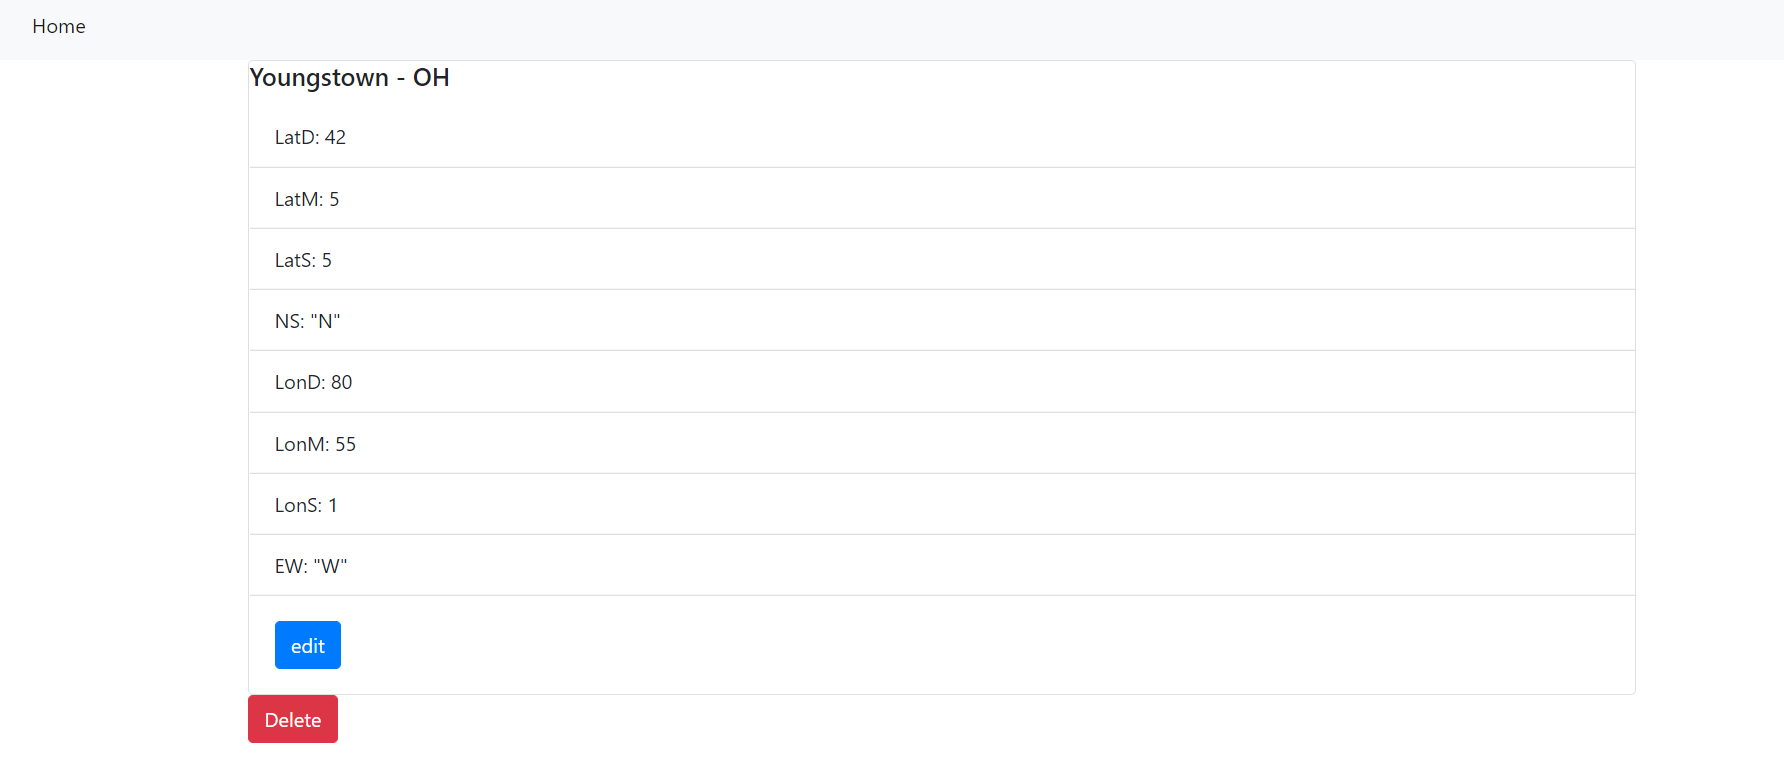 Home
Youngstown - OH
LatD: 42
LatM: 5
LatS: 5
NS: "N"
LonD: 80
LonM: 55
LonS: 1
EW: "W"
edit
Delete